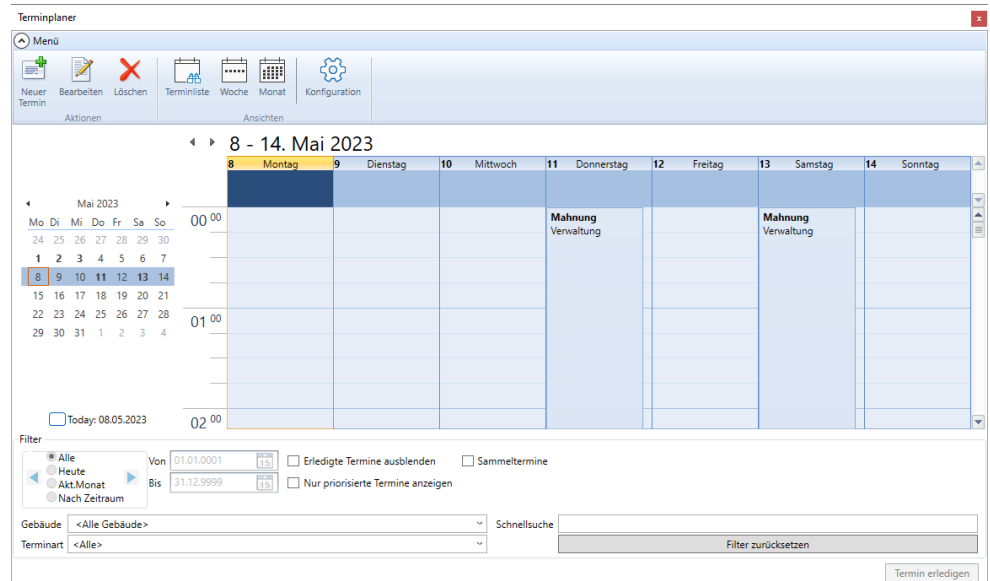 Terminplaner
x
Menü
Neuer Termin
Bearbeiten
Löschen
Terminliste
Woche
Monat
Konfiguration
Aktionen
Ansichten
8 - 14. Mai 2023
8 Montag
9 Dienstag
10 Mittwoch
11 Donnerstag
12 Freitag
13 Samstag
14 Sonntag
Mai 2023
Mo Di Mi Do Fr Sa So
24 25 26 27 28 29 30
1 2 3 4 5 6 7
8 9 10 11 12 13 14
15 16 17 18 19 20 21
22 23 24 25 26 27 28
29 30 31 1 2 3 4
Today: 08.05.2023
00 00
01 00
02 00
Mahnung
Verwaltung
Mahnung
Verwaltung
Filter
Alle
Heute
Akt.Monat
Nach Zeitraum
Von 01.01.0001 15
Bis 31.12.9999 15
Erledigte Termine ausblenden
Sammeltermine
Nur priorisierte Termine anzeigen
Gebäude <Alle Gebäude>
Schnellsuche
Terminart <Alle>
Filter zurücksetzen
Termin erledigen